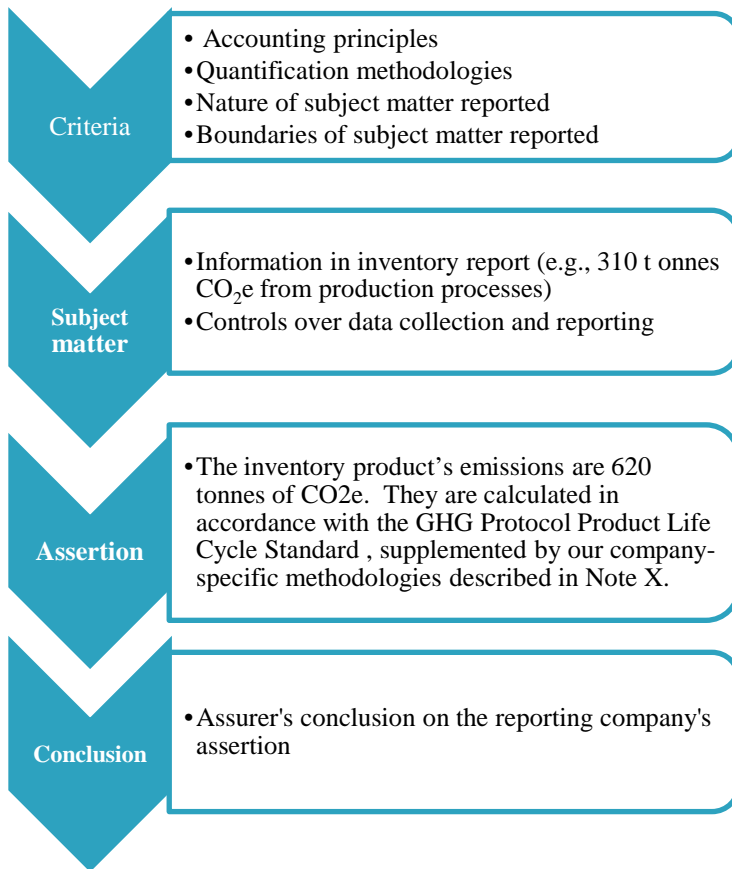 Criteria
• Accounting principles
•Quantification methodologies
•Nature of subject matter reported
•Boundaries of subject matter reported
Subject
matter
•Information in inventory report (e.g., 310 t onnes
CO₂e from production processes)
•Controls over data collection and reporting
Assertion
•The inventory product’s emissions are 620
tonnes of CO2e.  They are calculated in
accordance with the GHG Protocol Product Life
Cycle Standard , supplemented by our company-
specific methodologies described in Note X.
Conclusion
•Assurer's conclusion on the reporting company's
assertion